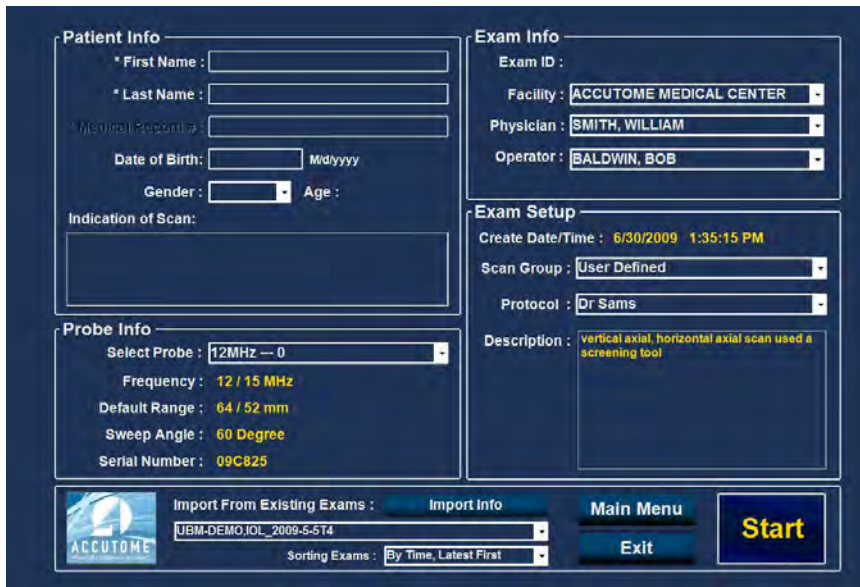 Patient Info
* First Name :
* Last Name :
*Medical Record # :
Date of Birth: M/d/yyyy
Gender : Age :
Indication of Scan:
Probe Info
Select Probe : 12MHz --- 0
Frequency : 12 / 15 MHz
Default Range : 64 / 52 mm
Sweep Angle : 60 Degree
Serial Number : 09C825
Exam Info
Exam ID :
Facility : ACCUTOME MEDICAL CENTER
Physician : SMITH, WILLIAM
Operator : BALDWIN, BOB
Exam Setup
Create Date/Time : 6/30/2009 1:35:15 PM
Scan Group : User Defined
Protocol : Dr Sams
Description : vertical axial, horizontal axial scan used a
screening tool
ACCUTOME
Import From Existing Exams : Import Info
UBM-DEMO,IOL_2009-5-5T4
Sorting Exams : By Time, Latest First
Main Menu
Exit
Start